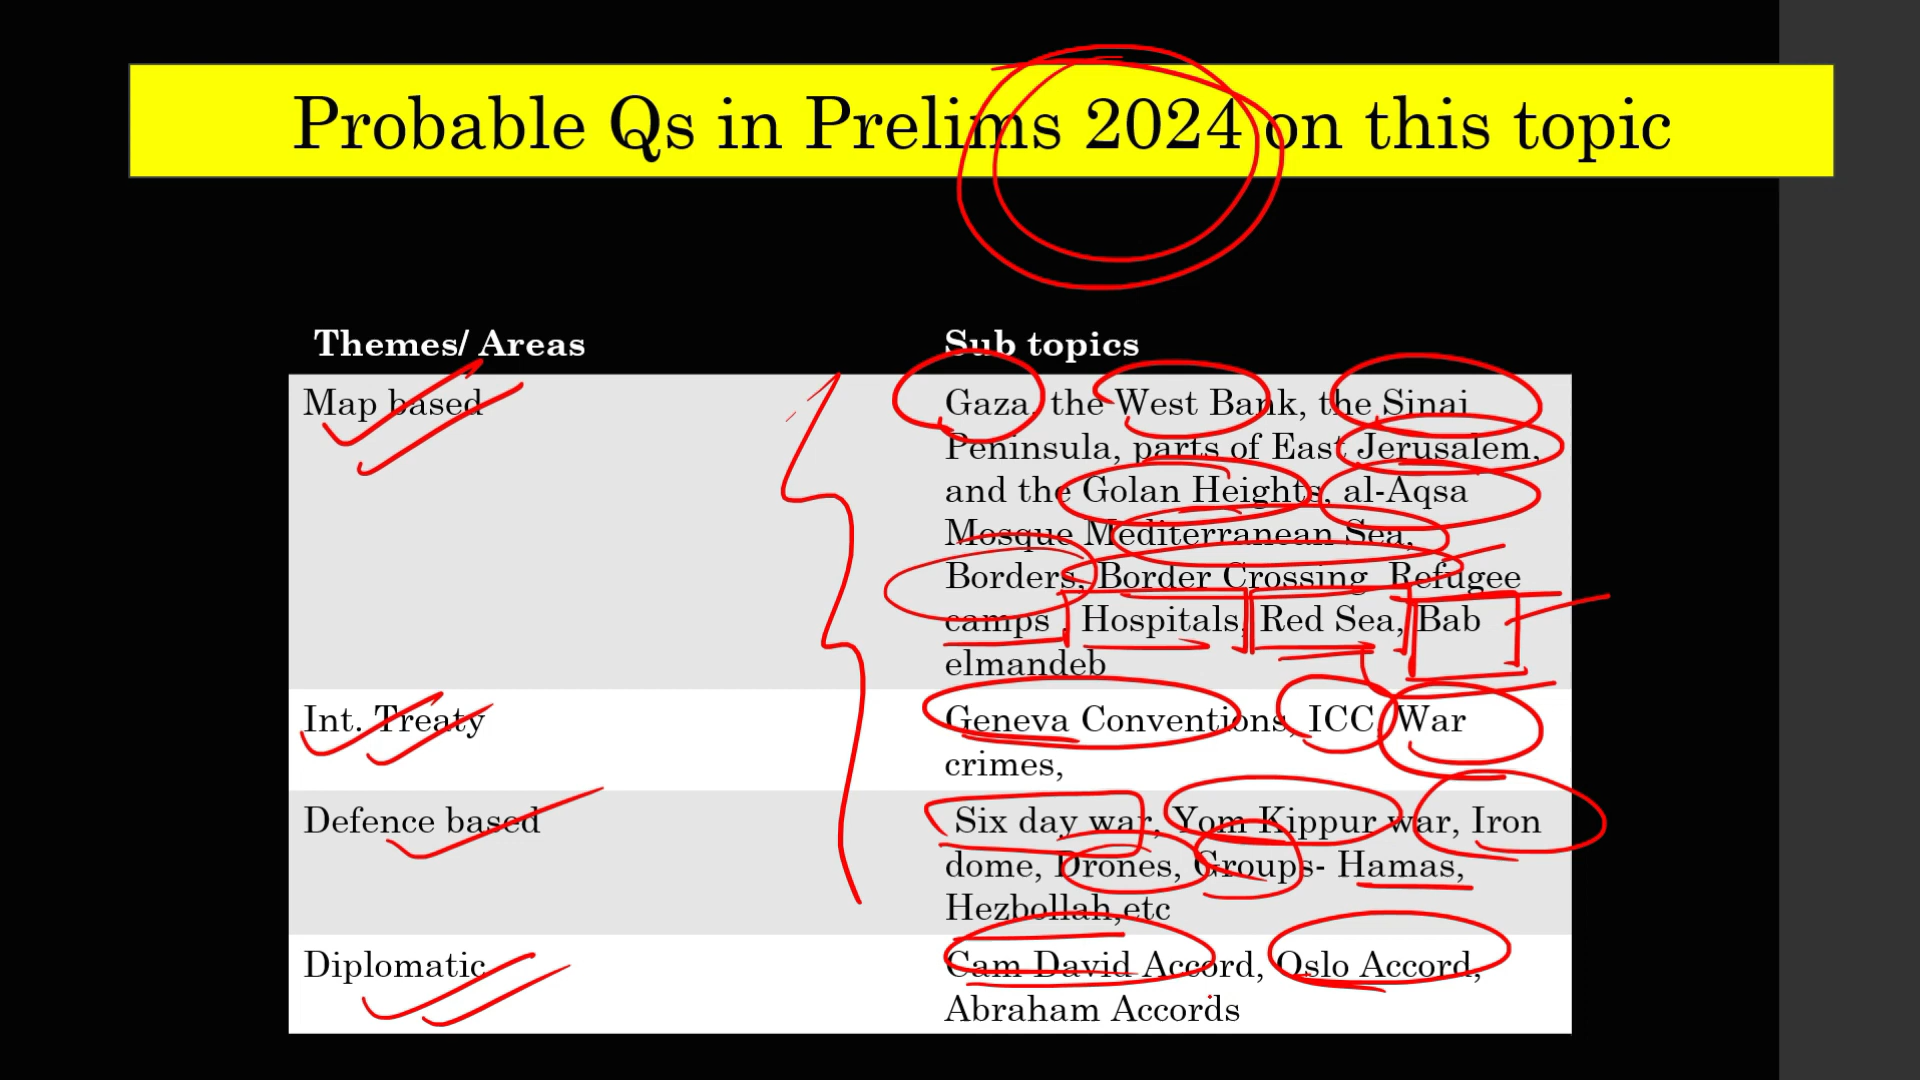 Probable Qs in Prelims 2024 on this topic
Themes/ Areas
Sub topics
Map based
Gaza, the West Bank, the Sinai
Peninsula, parts of East Jerusalem,
and the Golan Heights, al-Aqsa
Mosque Mediterranean Sea,
Borders, Border Crossing, Refugee
camps , Hospitals, Red Sea, Bab
elmandeb
Int. Treaty
Geneva Conventions, ICC, War
crimes,
Defence based
Six day war, Yom Kippur war, Iron
dome, Drones, Groups- Hamas,
Hezbollah,etc
Diplomatic
Cam David Accord, Oslo Accord,
Abraham Accords